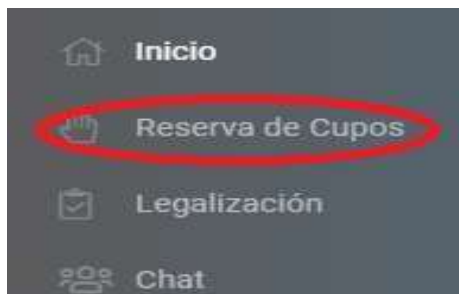 Inicio
Reserva de Cupos
Legalización
Chat